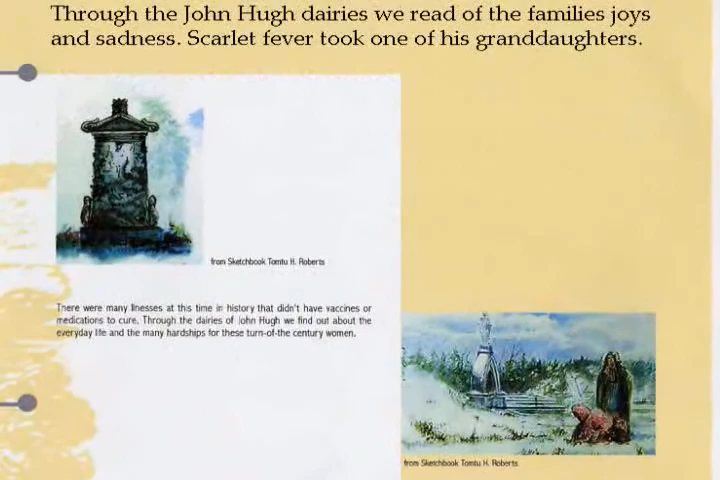 Through the John Hugh dairies we read of the families joys
and sadness. Scarlet fever took one of his granddaughters.
from Sketchbook Tomtu H. Roberts
There were many llnesses at this time in history that didn't have vaccines or
medications to cure. Through the dairies of John Hugh we find out about the
everyday life and the many hardships for these turn-of-the century women.
from Sketchbook Tomtu H. Roberts